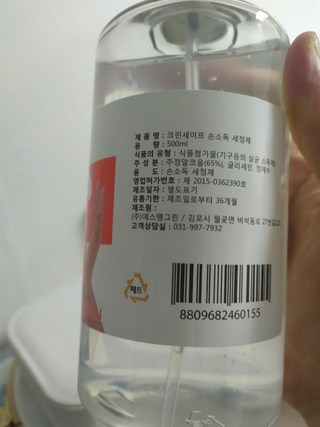 제 품 명 : 크린세이프 손소독 세정제
용 량 : 500ml
식품의 유형 : 식품첨가물(기구등의 살균 소독제)
주 성 분 : 주정알코올(65%), 글리세린, 정제수
용 도 : 손소독 세정제
영업허가번호 : 제 2015-0362390호
제조일자 : 별도표기
유통기한 : 제조일로부터 36개월
제조원 :
(주)에스엠그린 / 김포시 월곶면 비석동로 27번길
고객상담실 : 031-997-7932
페트
8809682460155